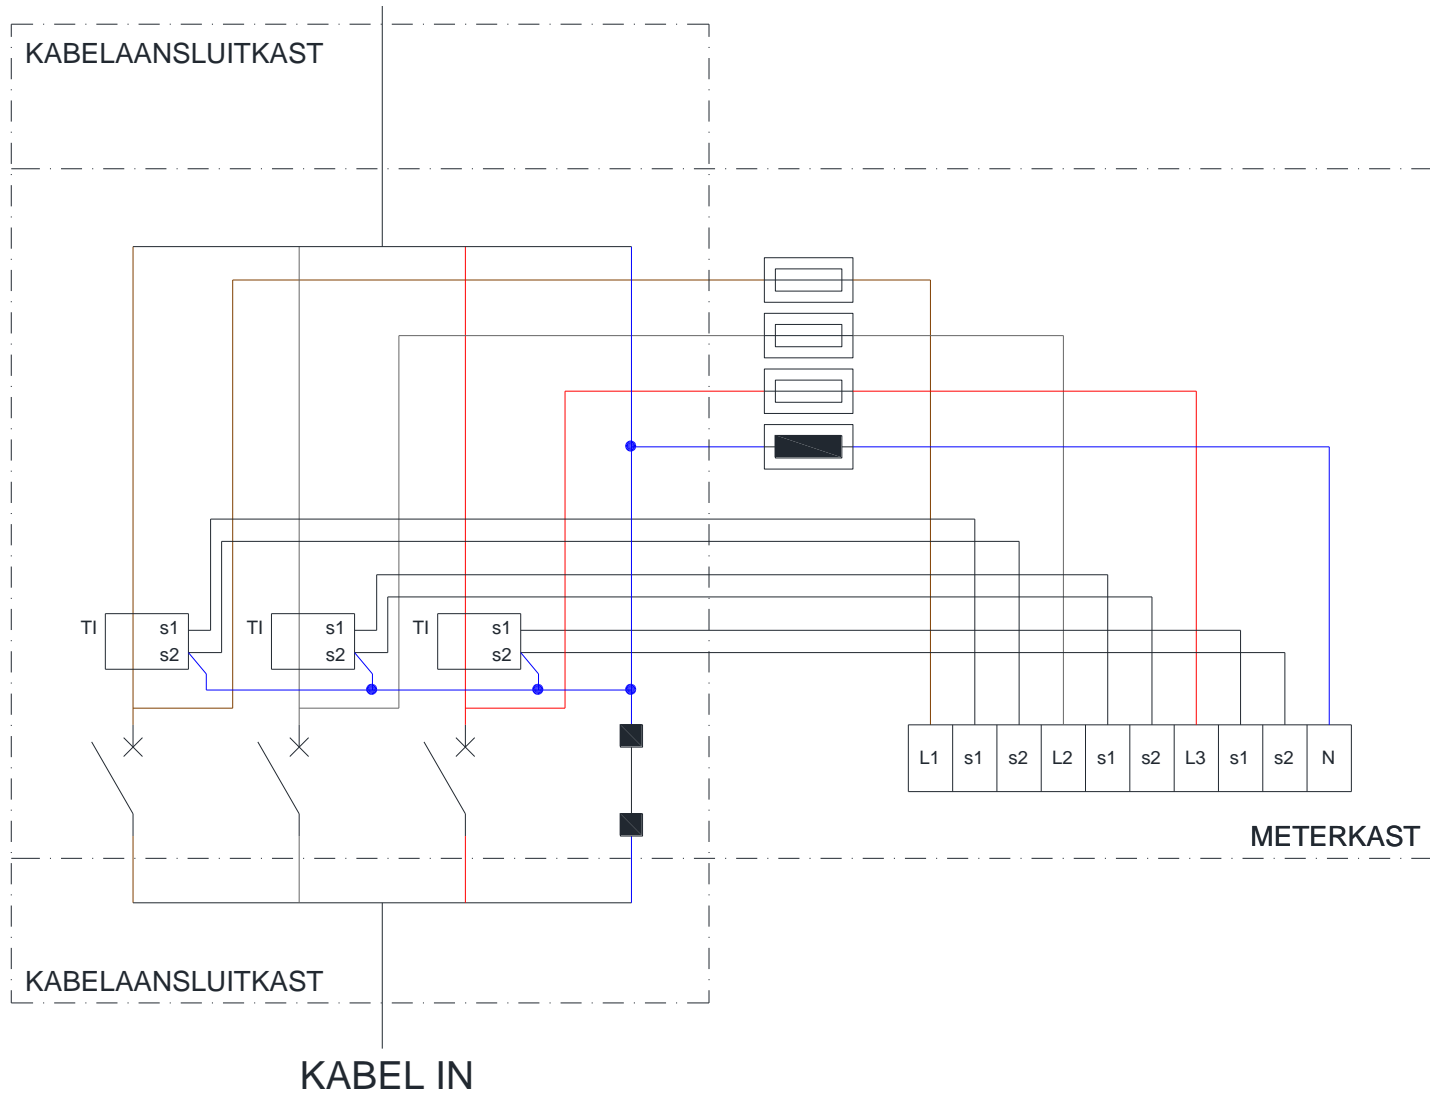 KABELAANSLUITKAST
TI s1 TI s1 TI s1
s2 s2 s2
L1 s1 s2 L2 s1 s2 L3 s1 s2 N
METERKAST
KABELAANSLUITKAST
KABEL IN